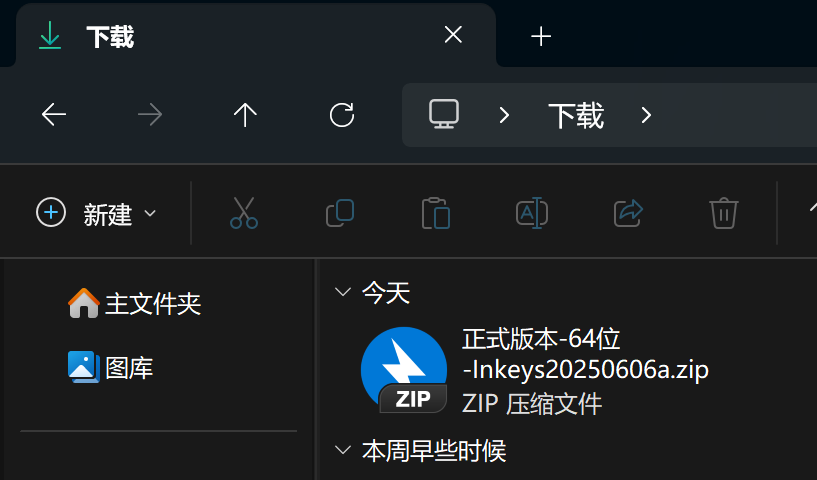 下载
下载
新建
主文件夹
图库
今天
正式版本-64位
-Inkeys20250606a.zip
ZIP
ZIP 压缩文件
本周早些时候